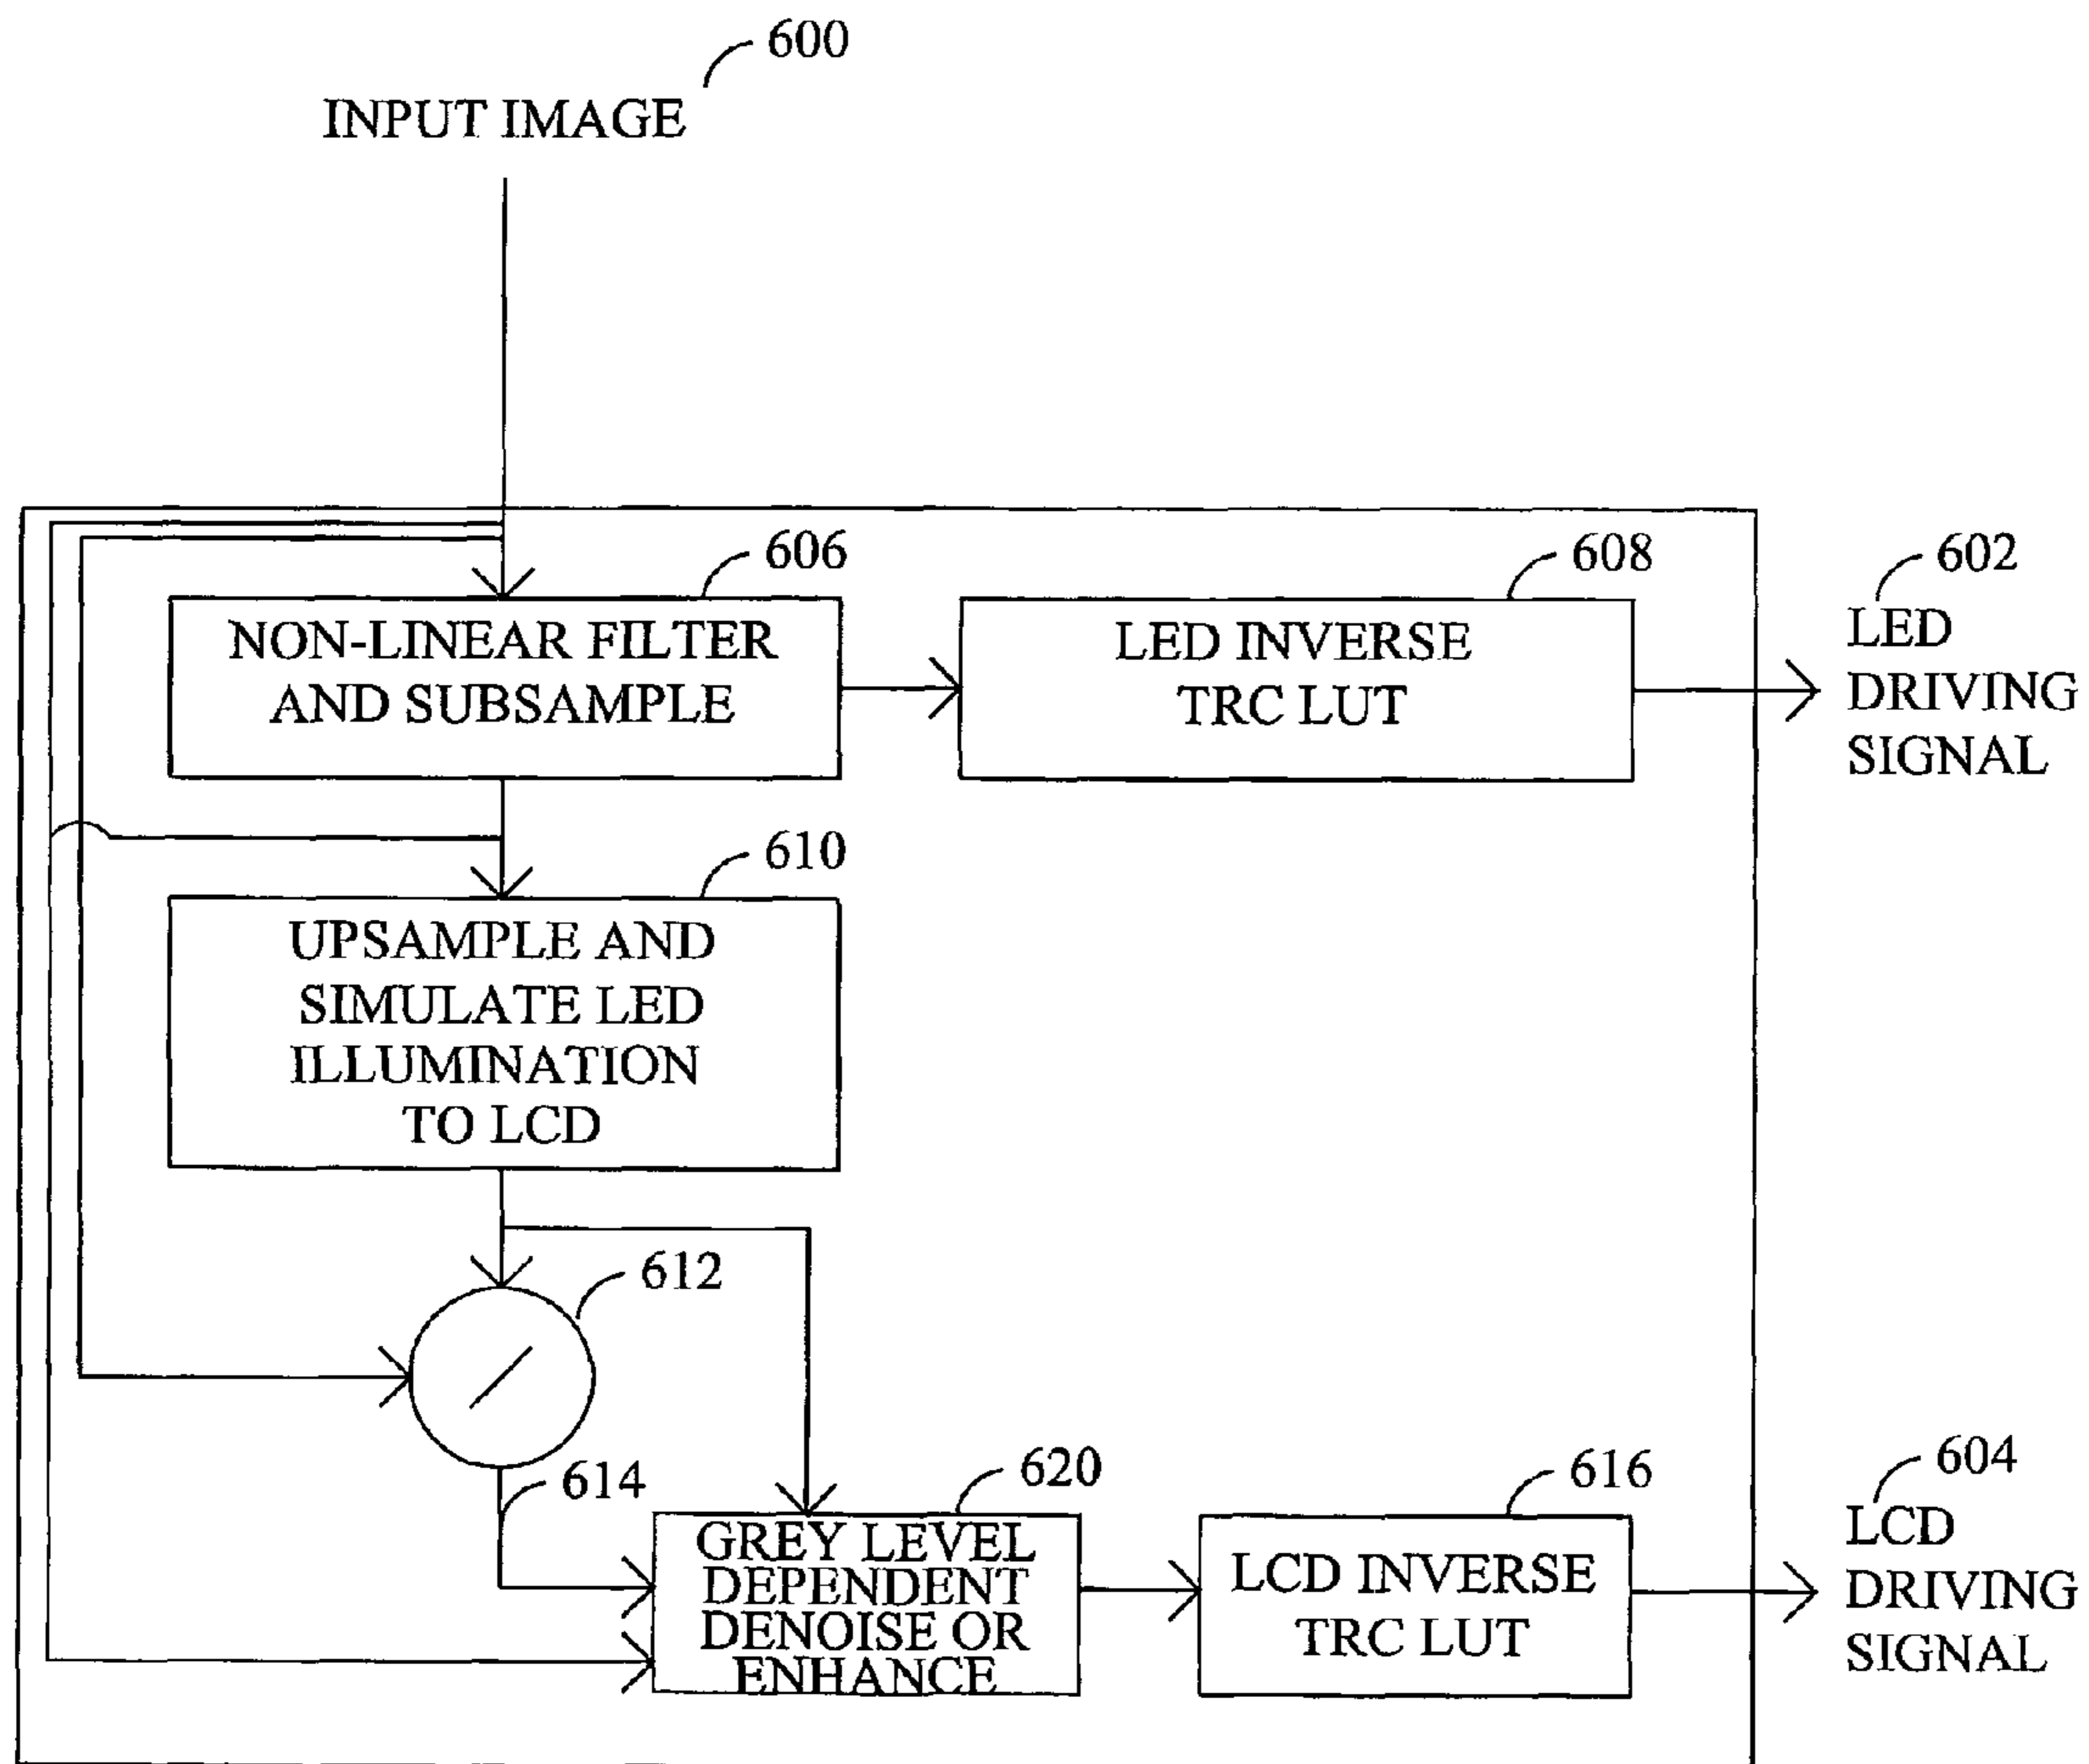 600
INPUT IMAGE
606
NON-LINEAR FILTER
AND SUBSAMPLE
608
LED INVERSE
TRC LUT
602
LED
DRIVING
SIGNAL
610
UPSAMPLE AND
SIMULATE LED
ILLUMINATION
TO LCD
612
/
614
620
GREY LEVEL
DEPENDENT
DENOISE OR
ENHANCE
616
LCD INVERSE
TRC LUT
604
LCD
DRIVING
SIGNAL